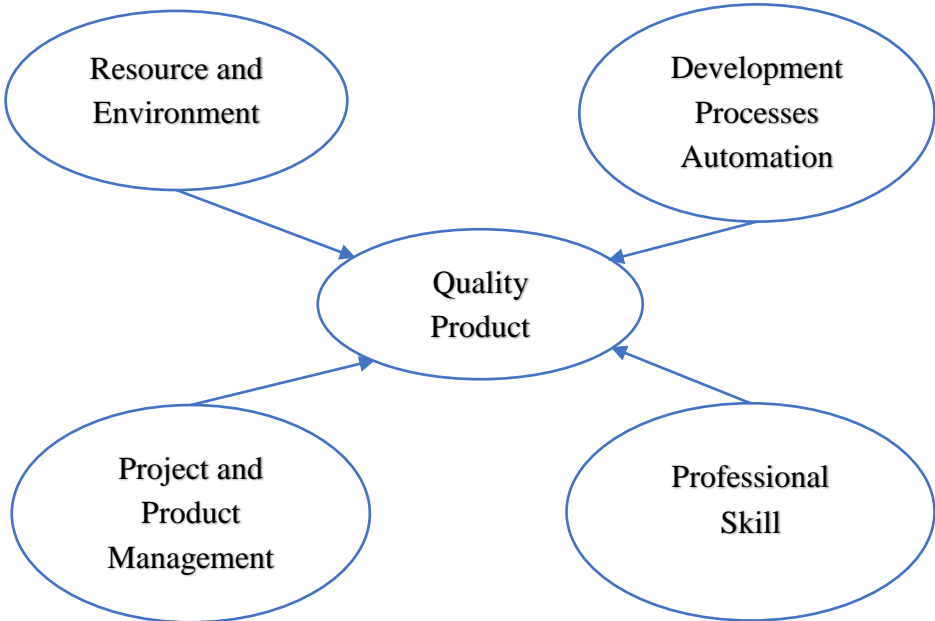 Resource and
Environment
Development
Processes
Automation
Quality
Product
Project and
Product
Management
Professional
Skill